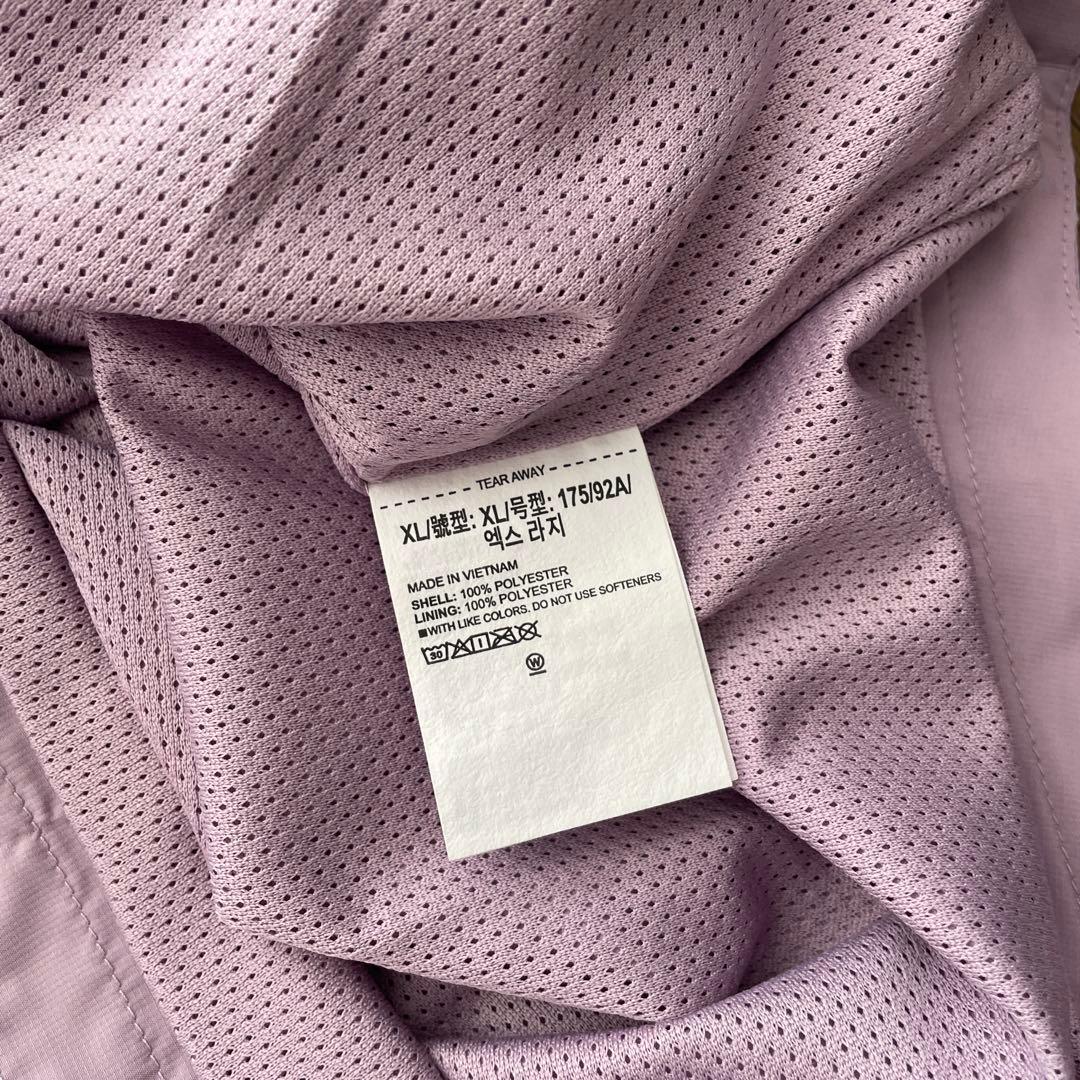 TEAR AWAY
XL/號型: XL/号型: 175/92A/
엑스 라지
MADE IN VIETNAM
SHELL: 100% POLYESTER
LINING: 100% POLYESTER
■WITH LIKE COLORS. DO NOT USE SOFTENERS
30
W